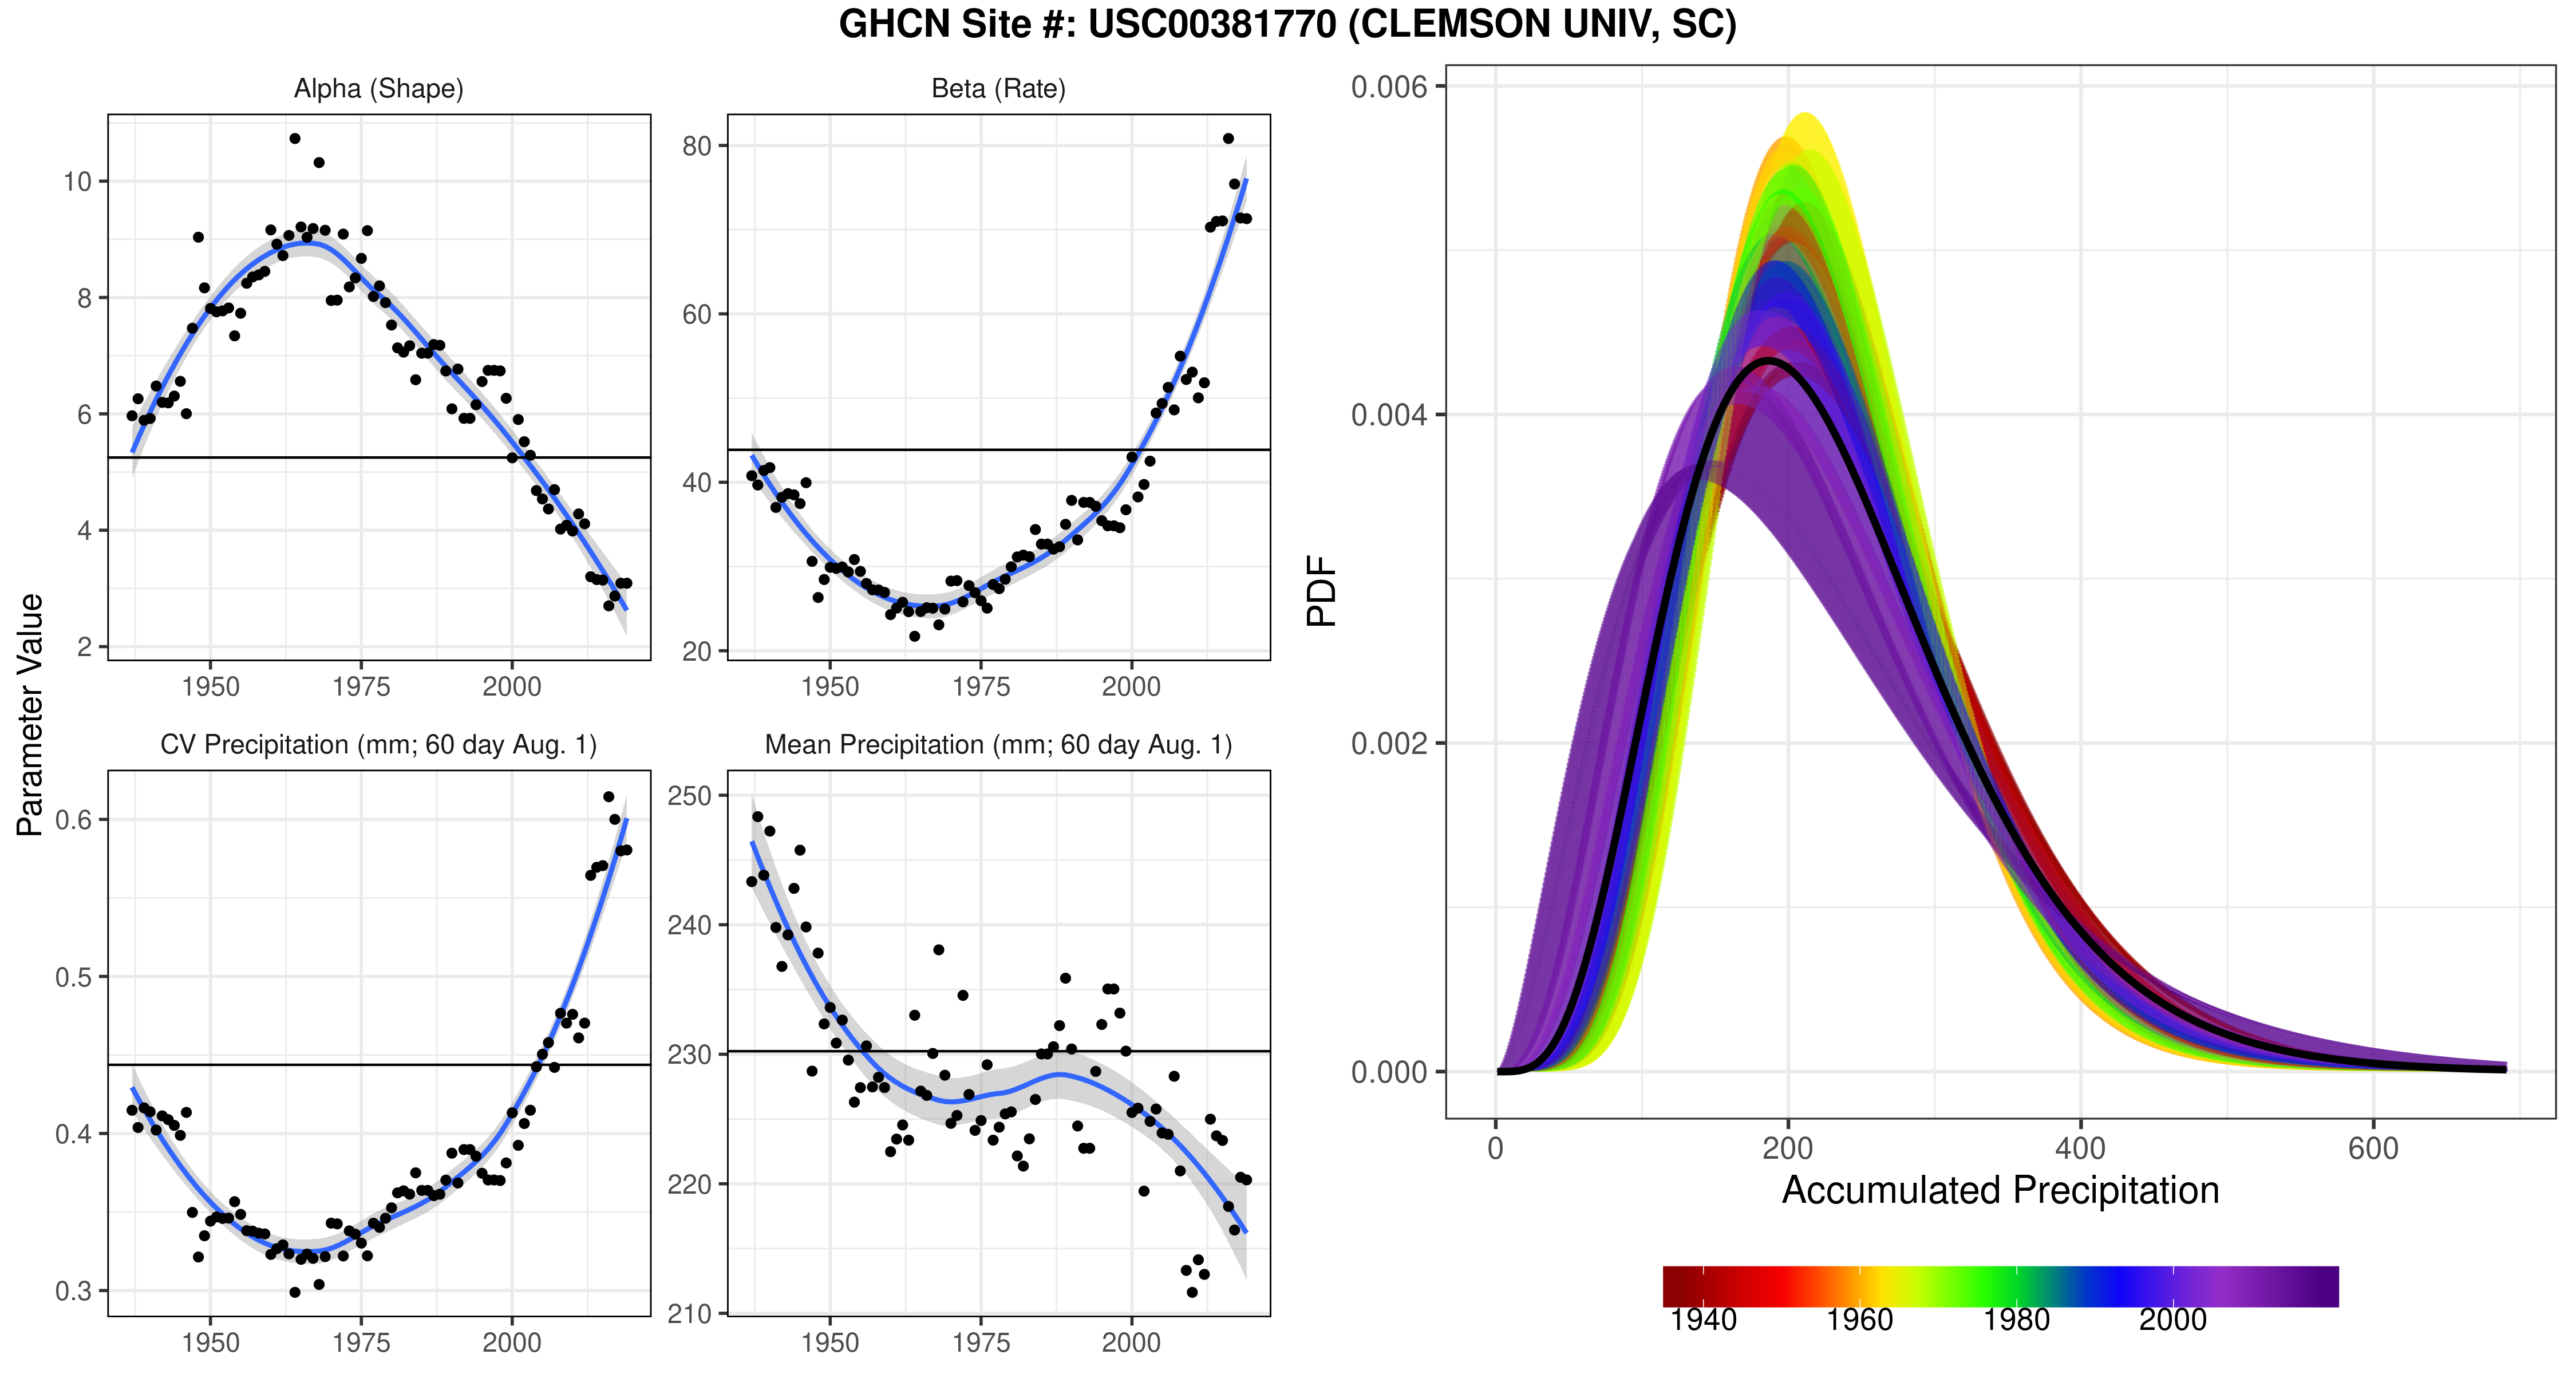 GHCN Site #: USC00381770 (CLEMSON UNIV, SC)
Parameter Value
Alpha (Shape)
10
8
6
4
2
1950 1975 2000
Beta (Rate)
80
60
40
20
1950 1975 2000
CV Precipitation (mm; 60 day Aug. 1)
0.6
0.5
0.4
0.3
1950 1975 2000
Mean Precipitation (mm; 60 day Aug. 1)
250
240
230
220
210
1950 1975 2000
PDF
0.006
0.004
0.002
0.000
0 200 400 600
Accumulated Precipitation
1940 1960 1980 2000